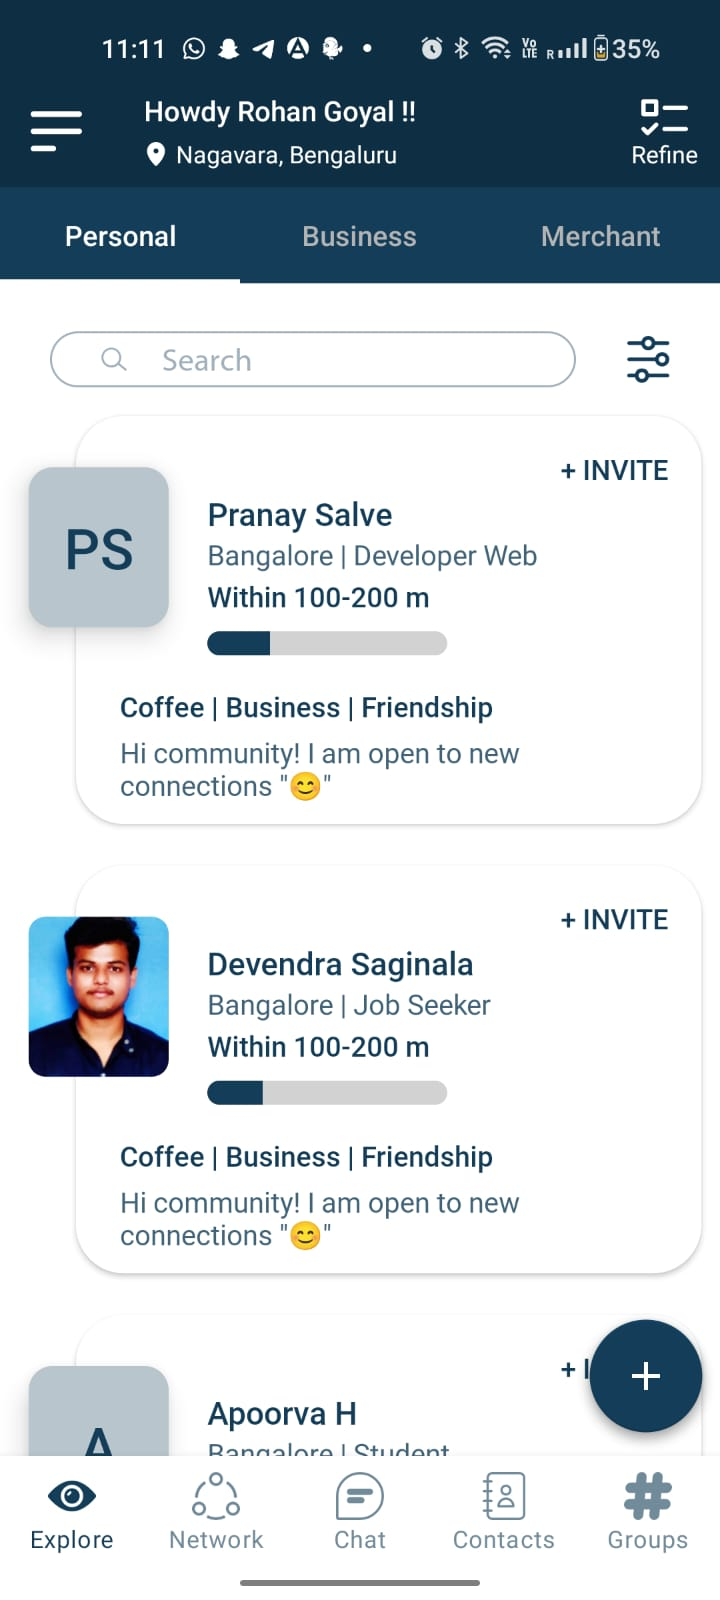 11:11 VoLTE R 35%
Howdy Rohan Goyal !!
Nagavara, Bengaluru
Refine
Personal Business Merchant
Search
+ INVITE
PS
Pranay Salve
Bangalore | Developer Web
Within 100-200 m
Coffee | Business | Friendship
Hi community! I am open to new
connections "😊"
+ INVITE
Devendra Saginala
Bangalore | Job Seeker
Within 100-200 m
Coffee | Business | Friendship
Hi community! I am open to new
connections "😊"
+ I
+
A
Apoorva H
Bangalore | Student
Explore Network Chat Contacts Groups